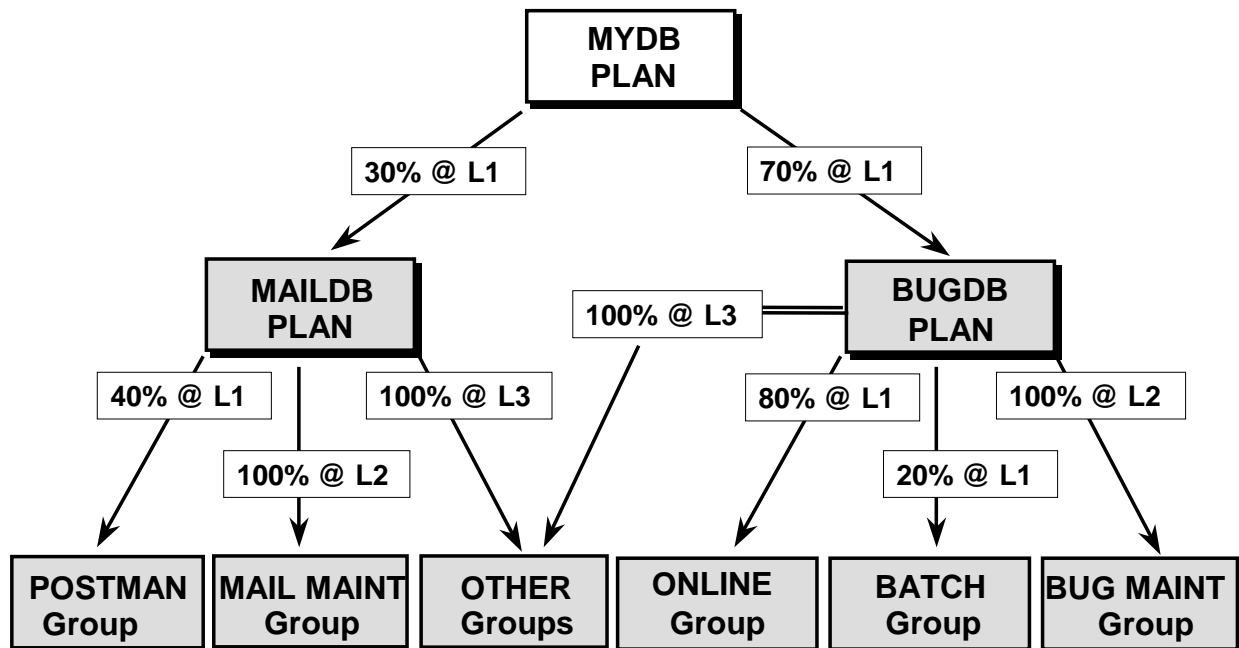 MYDB
PLAN
30% @ L1
70% @ L1
MAILDB
PLAN
100% @ L3
BUGDB
PLAN
40% @ L1
100% @ L3
80% @ L1
100% @ L2
100% @ L2
20% @ L1
POSTMAN
Group
MAIL MAINT
Group
OTHER
Groups
ONLINE
Group
BATCH
Group
BUG MAINT
Group